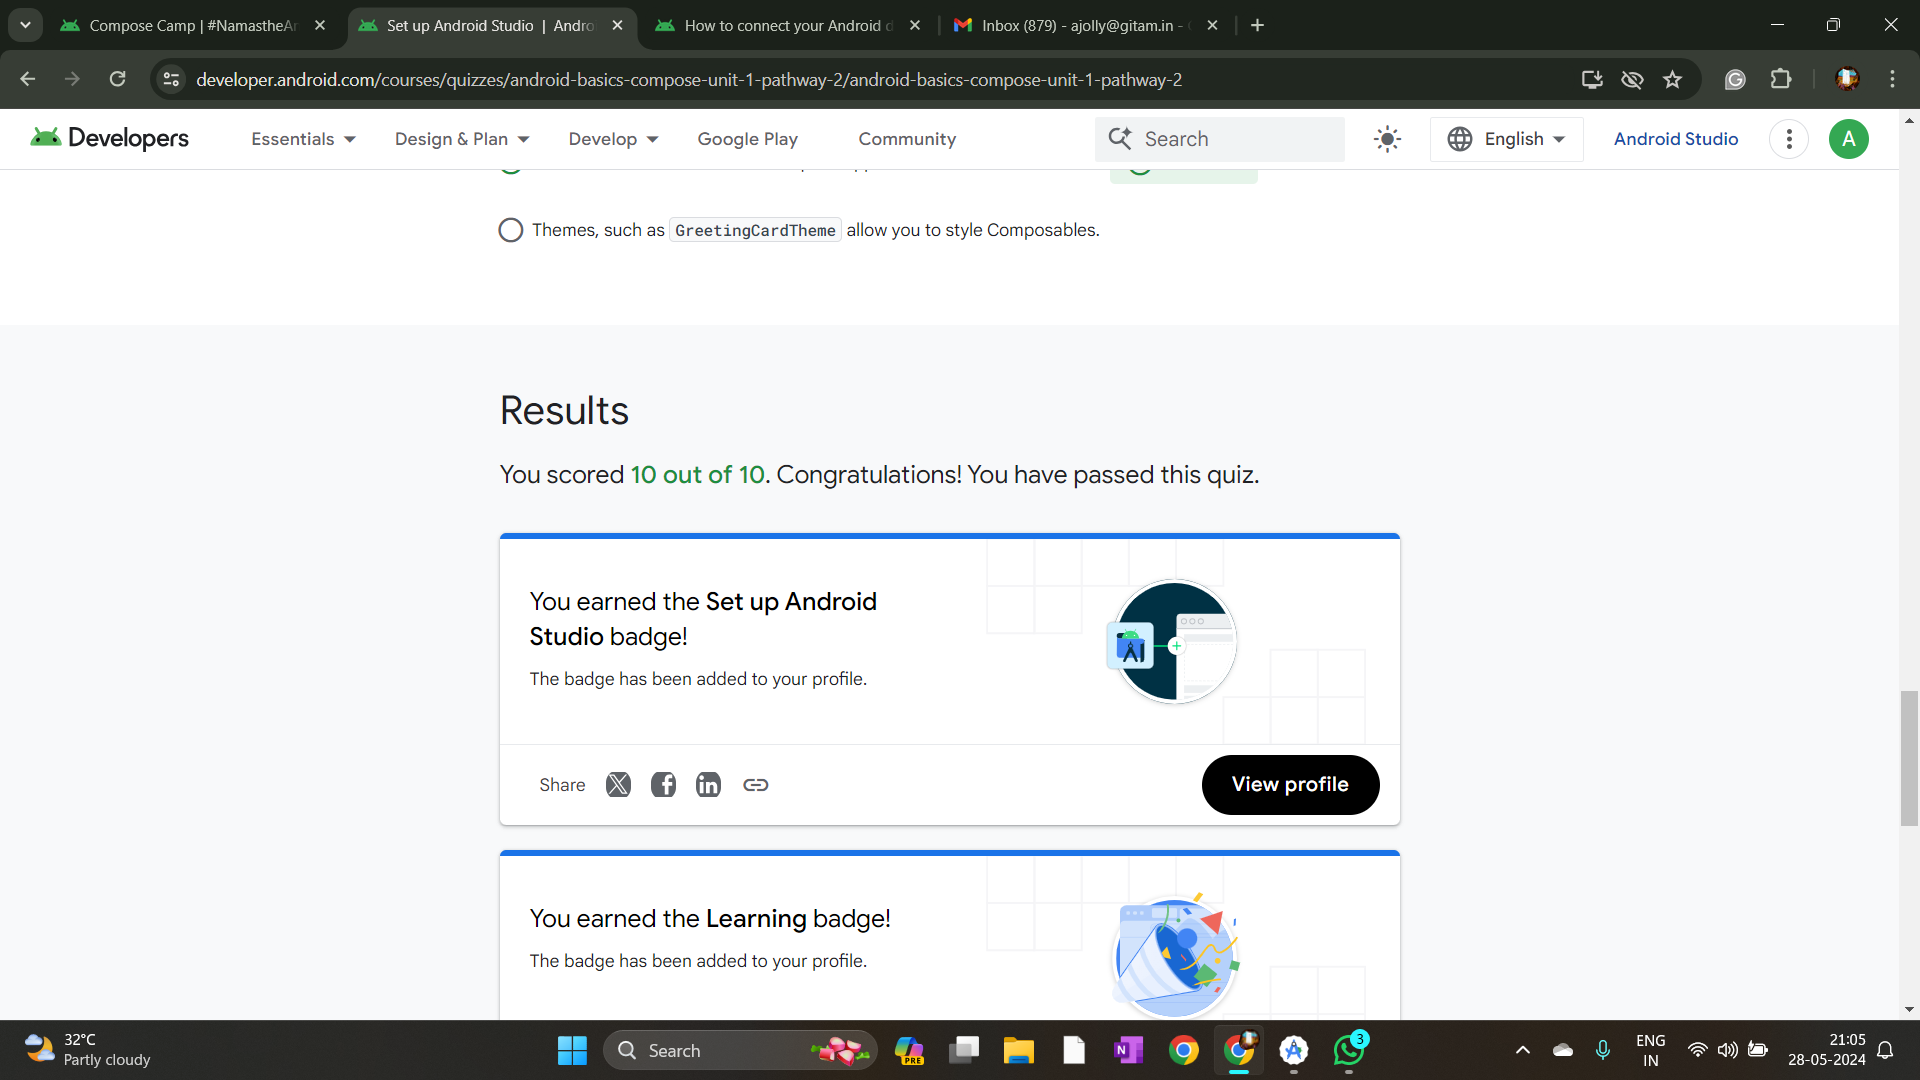 Compose Camp | #NamastheAn
Set up Android Studio | Andro
How to connect your Android d
Inbox (879) - ajolly@gitam.in -
developer.android.com/courses/quizzes/android-basics-compose-unit-1-pathway-2/android-basics-compose-unit-1-pathway-2
Developers
Essentials
Design & Plan
Develop
Google Play
Community
Search
English
Android Studio
A
Themes, such as GreetingCardTheme allow you to style Composables.
Results
You scored 10 out of 10. Congratulations! You have passed this quiz.
You earned the Set up Android
Studio badge!
The badge has been added to your profile.
Share
View profile
You earned the Learning badge!
The badge has been added to your profile.
32°C
Partly cloudy
Search
PRE
3
ENG
IN
21:05
28-05-2024